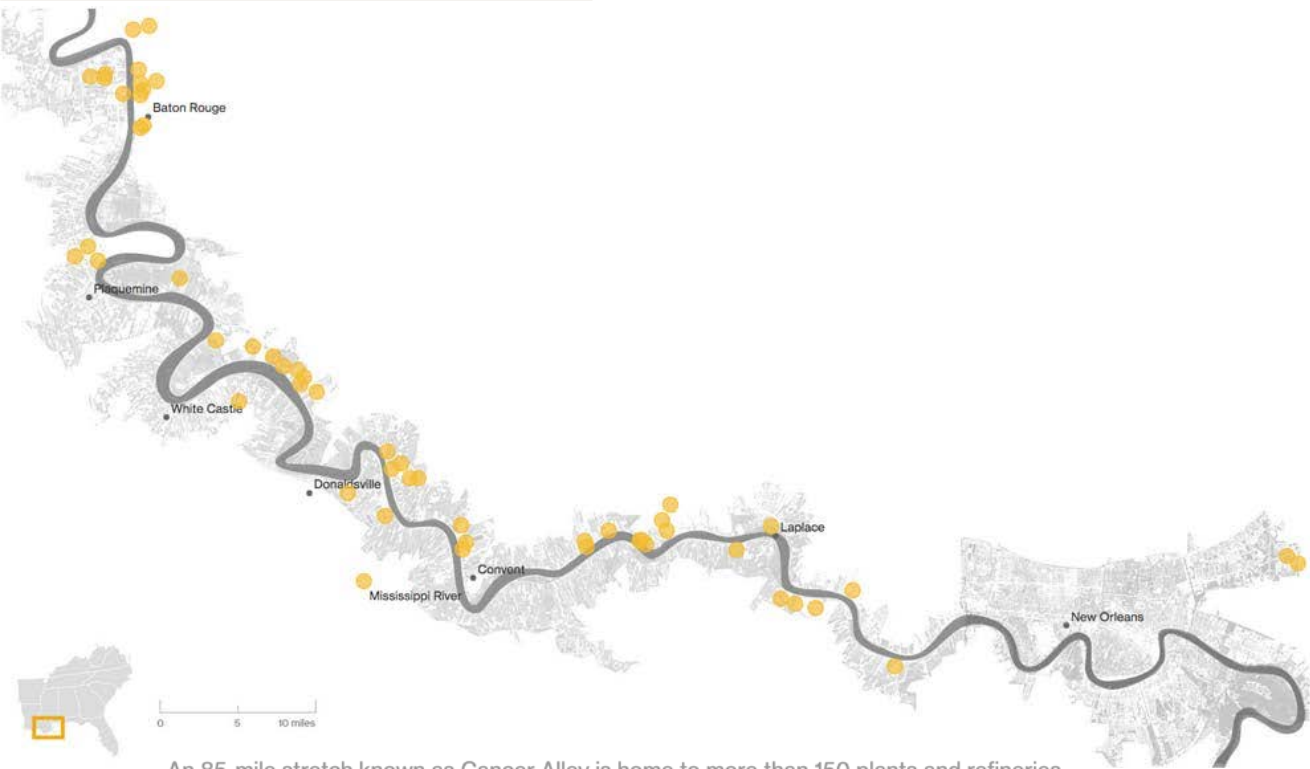 Baton Rouge
Plaquemine
White Castle
Donaldsville
Laplace
Convent
Mississippi River
New Orleans
0 5 10 miles
An 85-mile stretch known as Cancer Alley is home to more than 150 plants and refineries